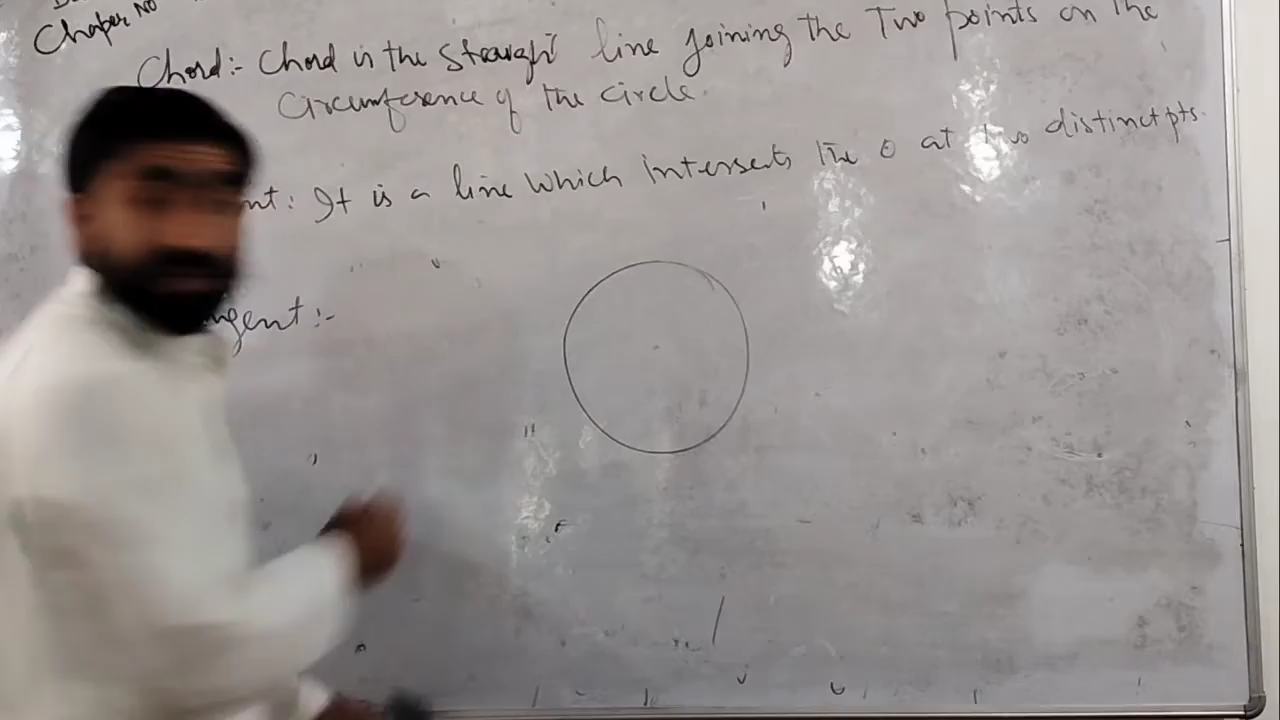 Chapter No
Chord:- Chord is the straight line joining the Two points on the
circumference of the circle.
nt: It is a line which intersects the ⊙ at two distinct pts.
ngent:-